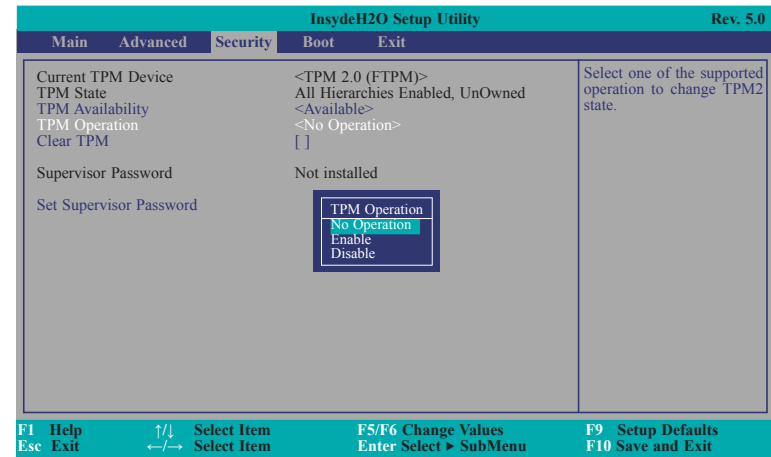 InsydeH2O Setup Utility Rev. 5.0
Main Advanced Security Boot Exit
Current TPM Device <TPM 2.0 (FTPM)>
TPM State All Hierarchies Enabled, UnOwned
TPM Availability <Available>
TPM Operation <No Operation>
Clear TPM [ ]
Supervisor Password Not installed
Set Supervisor Password
TPM Operation
No Operation
Enable
Disable
Select one of the supported
operation to change TPM2
state.
F1 Help ↑/↓ Select Item F5/F6 Change Values F9 Setup Defaults
Esc Exit ←/→ Select Item Enter Select ► SubMenu F10 Save and Exit